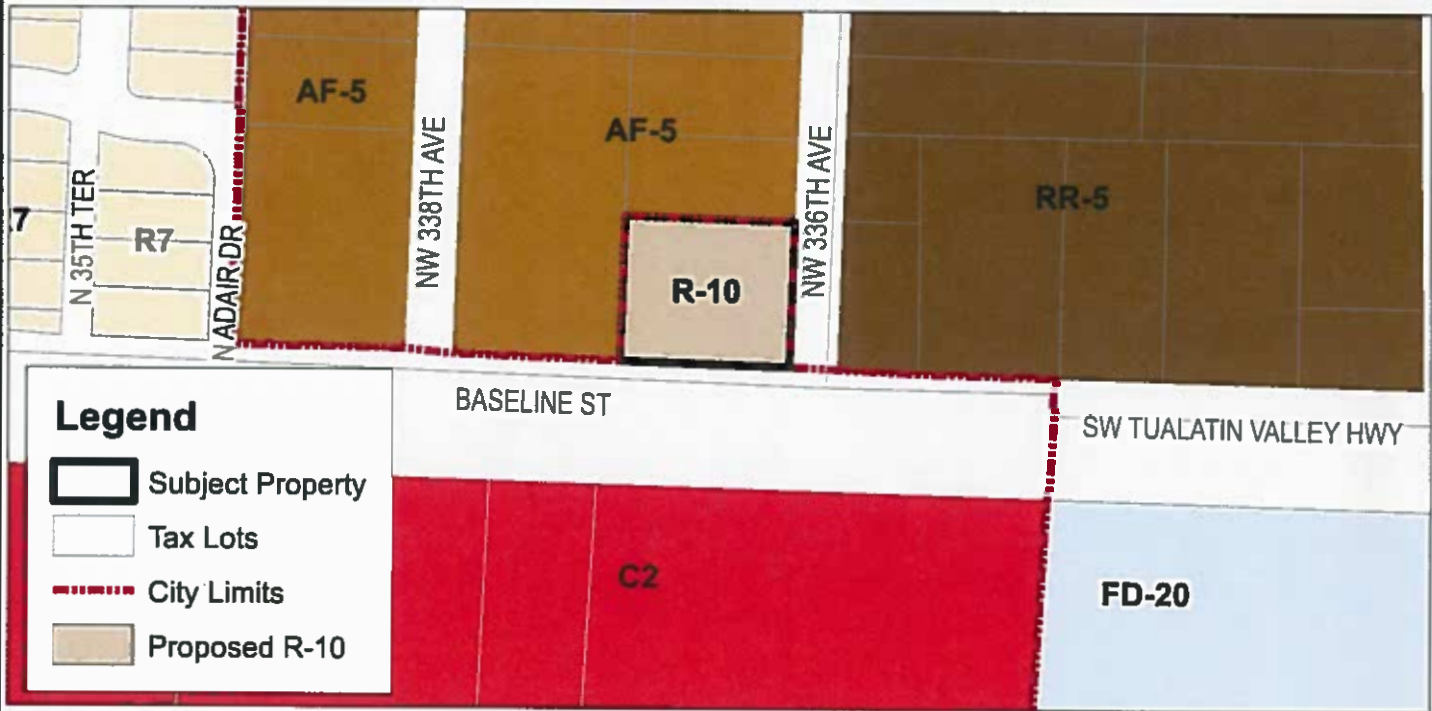 AF-5
AF-5
RR-5
NW 338TH AVE
NW 336TH AVE
N 35TH TER
N ADAIR DR
7
R7
R-10
BASELINE ST
SW TUALATIN VALLEY HWY
C2
FD-20
Legend
Subject Property
Tax Lots
City Limits
Proposed R-10